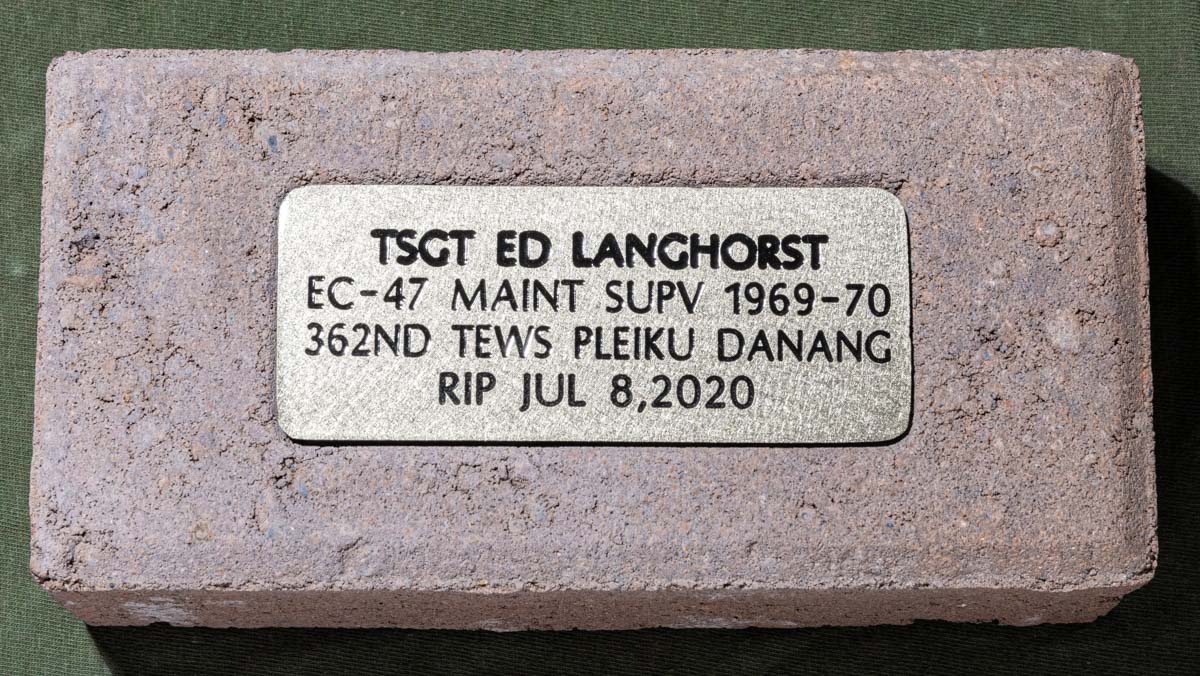 TSGT ED LANGHORST
EC-47 MAINT SUPV 1969-70
362ND TEWS PLEIKU DANANG
RIP JUL 8,2020